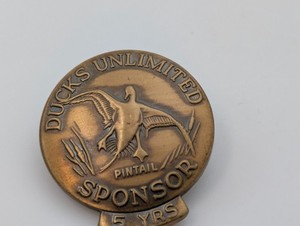 DUCKS UNLIMITED
PINTAIL
SPONSOR
5 YRS